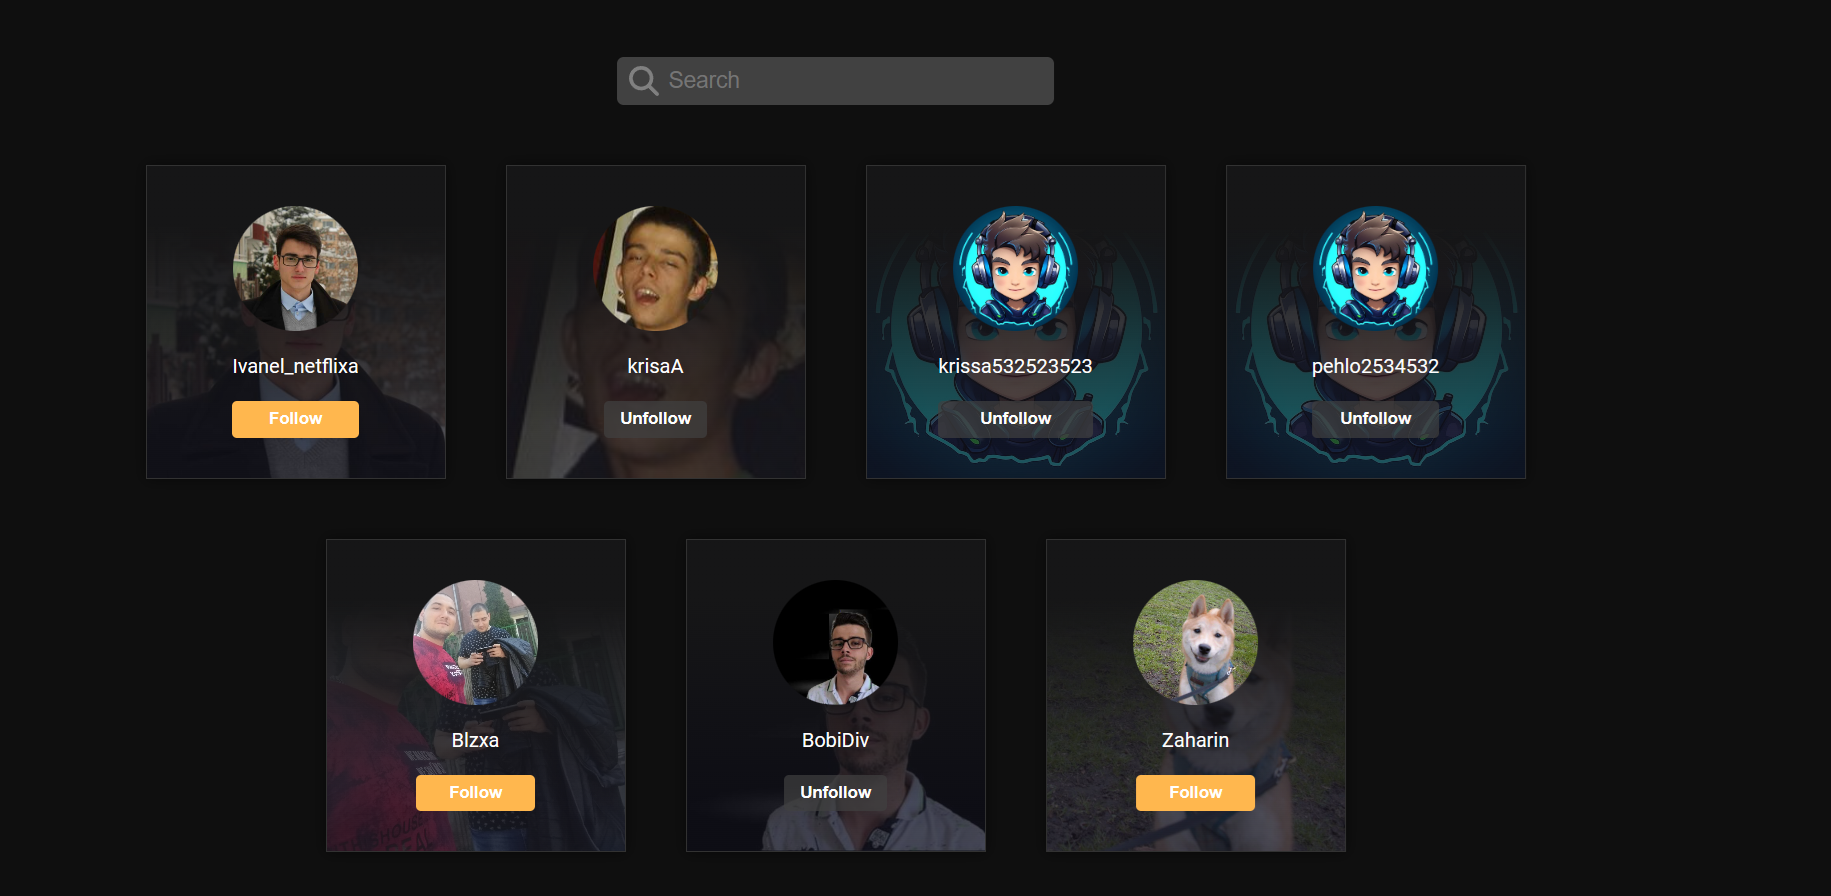 Search
Ivanel_netflixa
Follow
krisaA
Unfollow
krissa532523523
Unfollow
pehlo2534532
Unfollow
Blzxa
Follow
BobiDiv
Unfollow
Zaharin
Follow